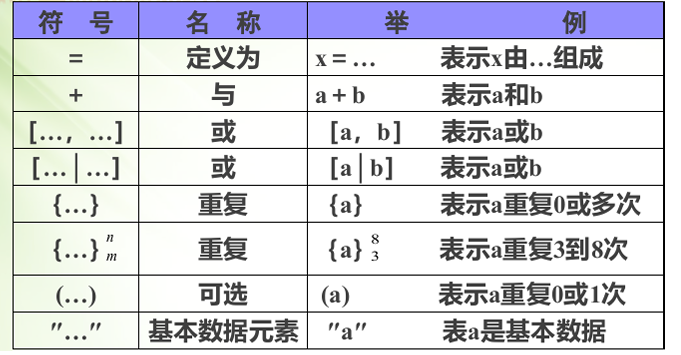 符 号 名 称 举 例
= 定义为 x = … 表示x由…组成
+ 与 a + b 表示a和b
[…，…] 或 [a，b] 表示a或b
[…|…] 或 [a|b] 表示a或b
{…} 重复 {a} 表示a重复0或多次
{…}ⁿₘ 重复 {a}⁸₃ 表示a重复3到8次
(…) 可选 (a) 表示a重复0或1次
"…" 基本数据元素 "a" 表a是基本数据